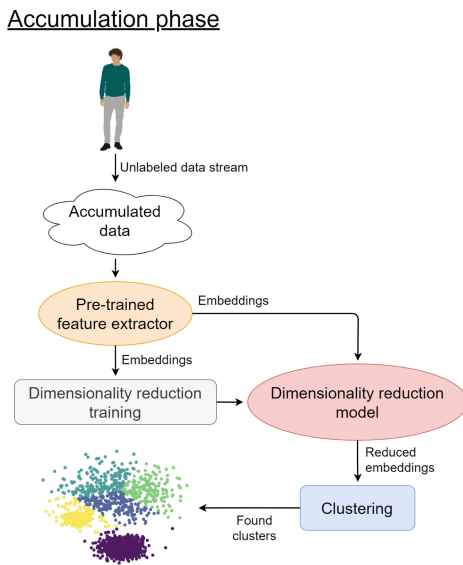 Accumulation phase
Unlabeled data stream
Accumulated
data
Embeddings
Pre-trained
feature extractor
Embeddings
Dimensionality reduction
training
Dimensionality reduction
model
Reduced
embeddings
Clustering
Found
clusters